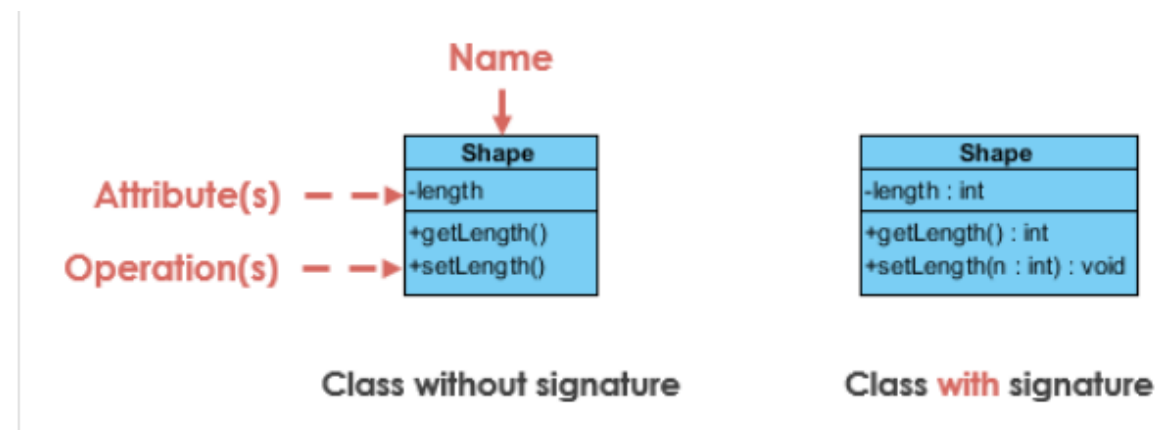 Name
Shape
Attribute(s)
-length
+getLength()
Operation(s)
+setLength()
Class without signature
Shape
-length : int
+getLength() : int
+setLength(n : int) : void
Class with signature